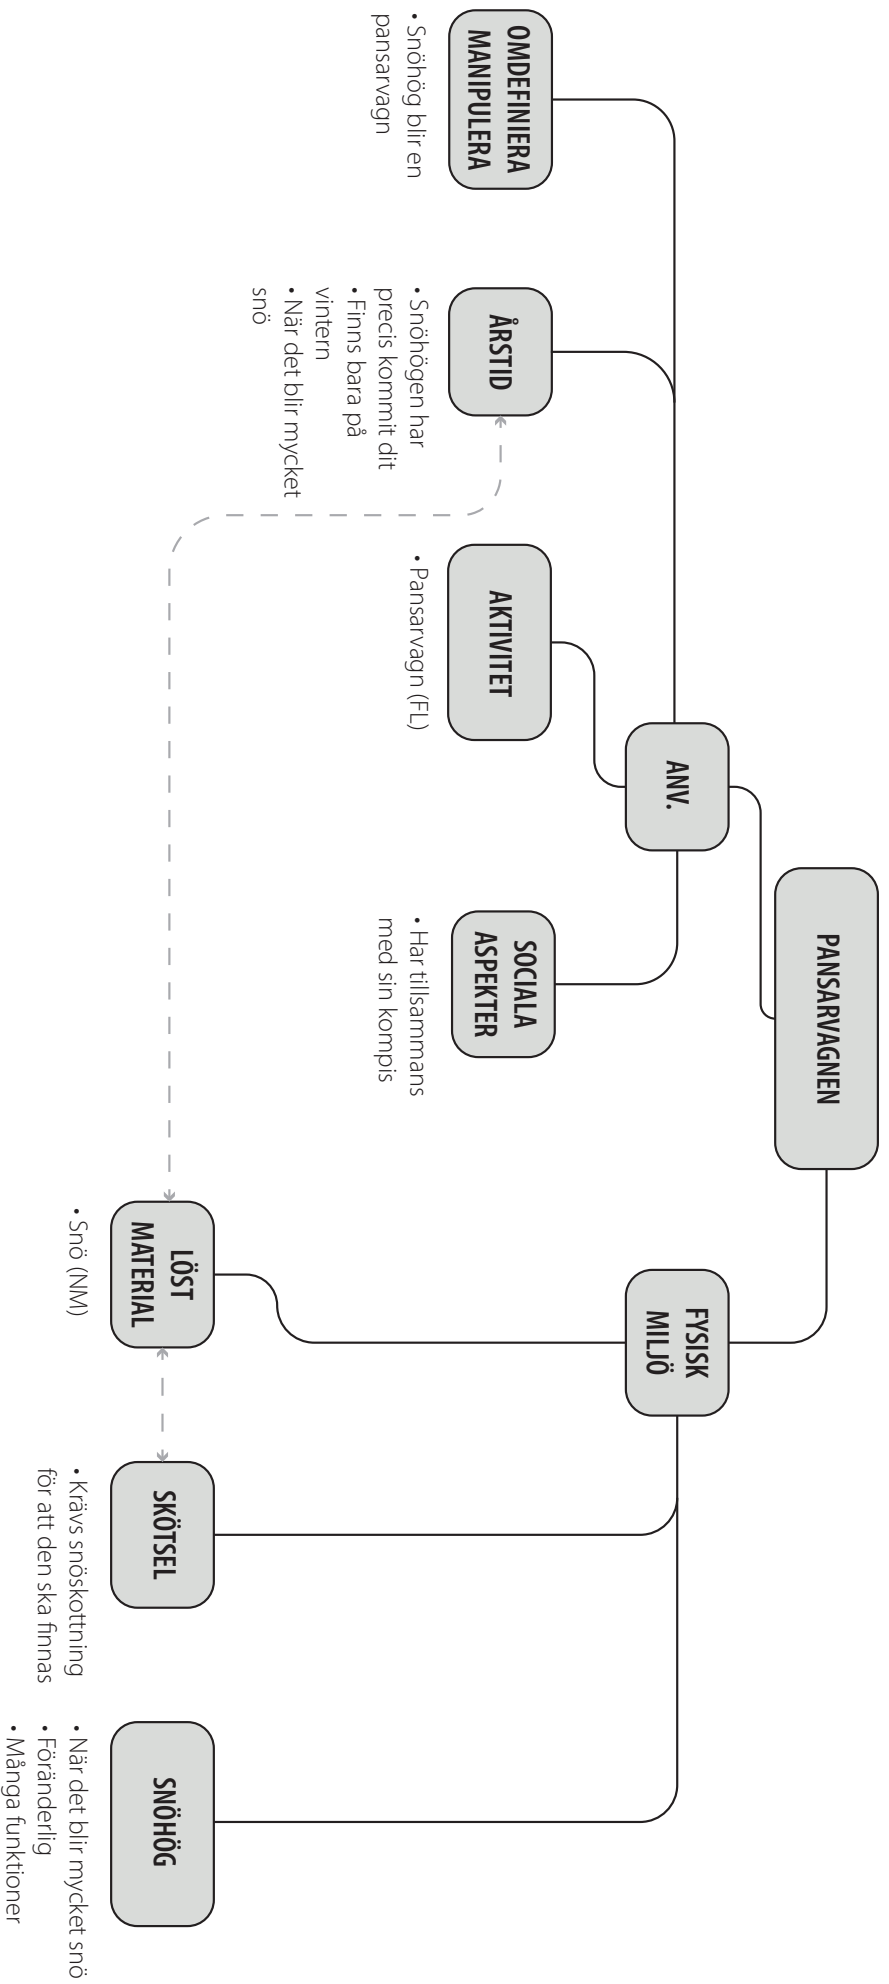 PANSARVAGNEN
ANV.
FYSISK
MILJÖ
OMDEFINIERA
MANIPULERA
• Snöhög blir en
pansarvagn
ÅRSTID
• Snöhögen har
precis kommit dit
• Finns bara på
vintern
• När det blir mycket
snö
AKTIVITET
• Pansarvagn (FL)
SOCIALA
ASPEKTER
• Har tillsammans
med sin kompis
LÖST
MATERIAL
• Snö (NM)
SKÖTSEL
• Krävs snöskottning
för att den ska finnas
SNÖHÖG
• När det blir mycket snö
• Föränderlig
• Många funktioner